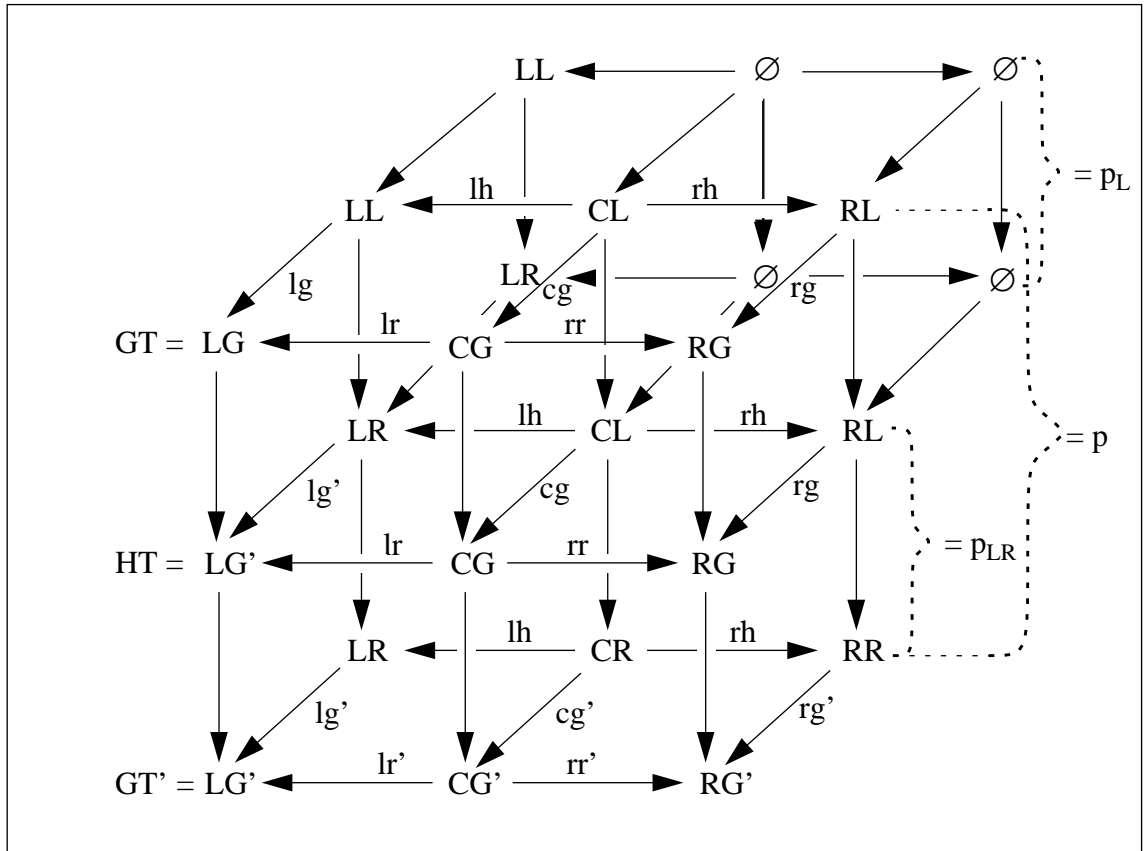 LL ∅ ∅
= pL
lh rh
LL CL RL
LR ∅ ∅
lg cg rg
lr rr
GT = LG CG RG
lh rh
LR CL RL
= p
lg’ cg rg
lr rr
HT = LG’ CG RG
= pLR
lh rh
LR CR RR
lg’ cg’ rg’
lr’ rr’
GT’ = LG’ CG’ RG’